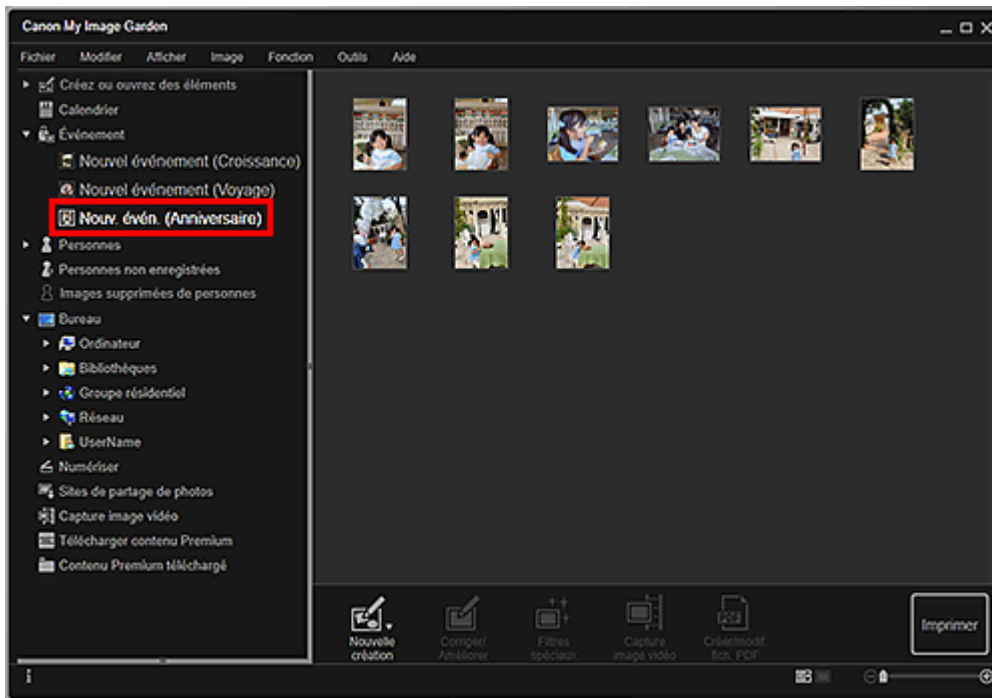 Canon My Image Garden
Fichier Modifier Afficher Image Fonction Outils Aide
Créez ou ouvrez des éléments
Calendrier
Événement
Nouvel événement (Croissance)
Nouvel événement (Voyage)
Nouv. évén. (Anniversaire)
Personnes
Personnes non enregistrées
Images supprimées de personnes
Bureau
Ordinateur
Bibliothèques
Groupe résidentiel
Réseau
UserName
Numériser
Sites de partage de photos
Capture image vidéo
Télécharger contenu Premium
Contenu Premium téléchargé
Nouvelle
création
Corriger/
Améliorer
Filtres
spéciaux
Capture
image vidéo
Créer/modif.
fich. PDF
Imprimer